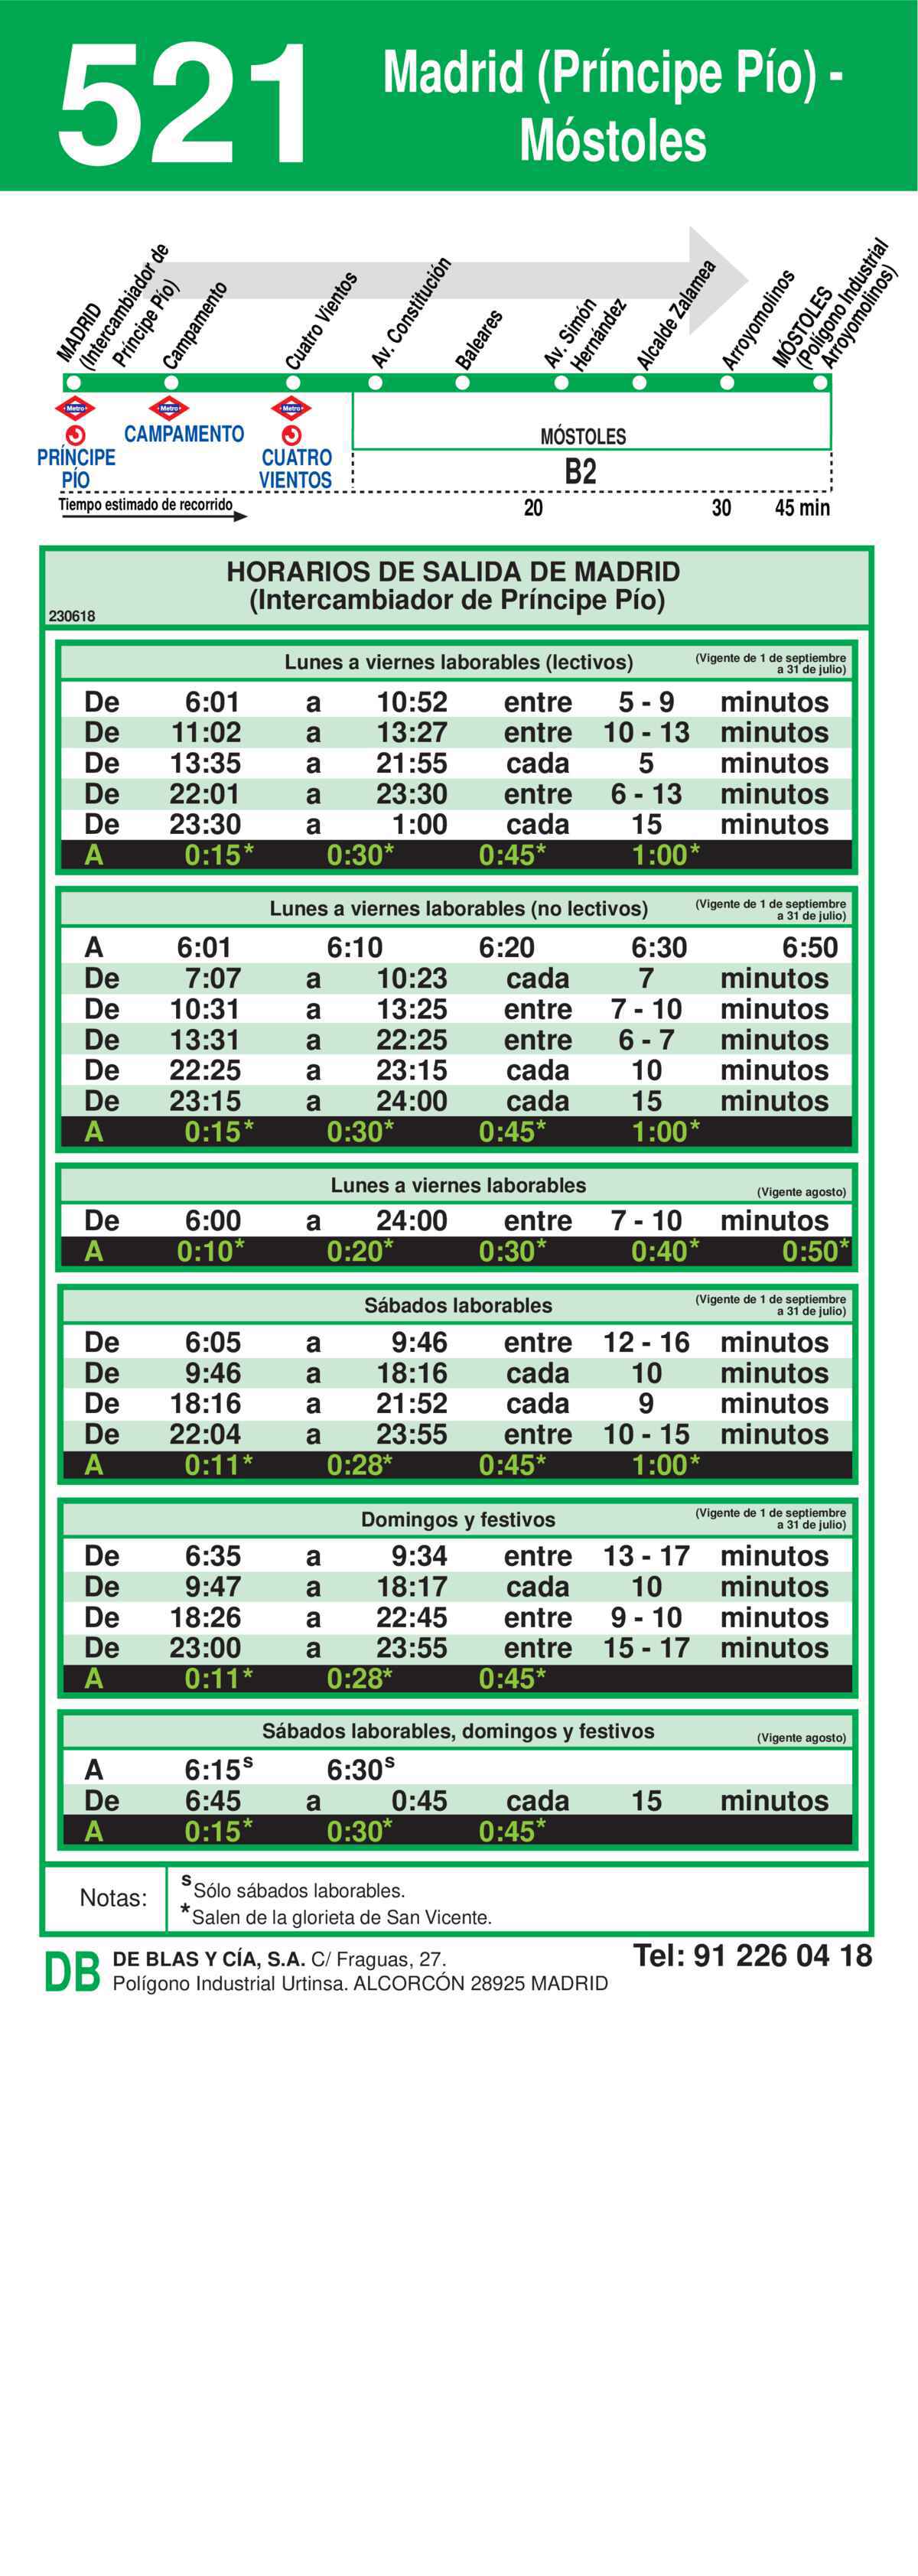 521
Madrid (Príncipe Pío) -
Móstoles
MADRID
(Intercambiador de
Príncipe Pío)
Campamento
Cuatro Vientos
Av. Constitución
Baleares
Av. Simón
Hernández
Alcalde Zalamea
Arroyomolinos
MÓSTOLES
(Polígono Industrial
Arroyomolinos)
Metro
Metro
Metro
PRÍNCIPE
PÍO
CAMPAMENTO
CUATRO
VIENTOS
MÓSTOLES
B2
Tiempo estimado de recorrido 20 30 45 min
HORARIOS DE SALIDA DE MADRID
(Intercambiador de Príncipe Pío)
230618
Lunes a viernes laborables (lectivos) (Vigente de 1 de septiembre
a 31 de julio)
De 6:01 a 10:52 entre 5 - 9 minutos
De 11:02 a 13:27 entre 10 - 13 minutos
De 13:35 a 21:55 cada 5 minutos
De 22:01 a 23:30 entre 6 - 13 minutos
De 23:30 a 1:00 cada 15 minutos
A 0:15* 0:30* 0:45* 1:00*
Lunes a viernes laborables (no lectivos) (Vigente de 1 de septiembre
a 31 de julio)
A 6:01 6:10 6:20 6:30 6:50
De 7:07 a 10:23 cada 7 minutos
De 10:31 a 13:25 entre 7 - 10 minutos
De 13:31 a 22:25 entre 6 - 7 minutos
De 22:25 a 23:15 cada 10 minutos
De 23:15 a 24:00 cada 15 minutos
A 0:15* 0:30* 0:45* 1:00*
Lunes a viernes laborables (Vigente agosto)
De 6:00 a 24:00 entre 7 - 10 minutos
A 0:10* 0:20* 0:30* 0:40* 0:50*
Sábados laborables (Vigente de 1 de septiembre
a 31 de julio)
De 6:05 a 9:46 entre 12 - 16 minutos
De 9:46 a 18:16 cada 10 minutos
De 18:16 a 21:52 cada 9 minutos
De 22:04 a 23:55 entre 10 - 15 minutos
A 0:11* 0:28* 0:45* 1:00*
Domingos y festivos (Vigente de 1 de septiembre
a 31 de julio)
De 6:35 a 9:34 entre 13 - 17 minutos
De 9:47 a 18:17 cada 10 minutos
De 18:26 a 22:45 entre 9 - 10 minutos
De 23:00 a 23:55 entre 15 - 17 minutos
A 0:11* 0:28* 0:45*
Sábados laborables, domingos y festivos (Vigente agosto)
A 6:15s 6:30s
De 6:45 a 0:45 cada 15 minutos
A 0:15* 0:30* 0:45*
Notas:
s Sólo sábados laborables.
* Salen de la glorieta de San Vicente.
DB DE BLAS Y CÍA, S.A. C/ Fraguas, 27. Tel: 91 226 04 18
Polígono Industrial Urtinsa. ALCORCÓN 28925 MADRID